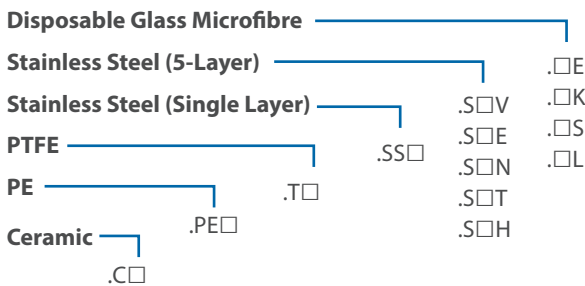 Disposable Glass Microfibre
Stainless Steel (5-Layer)
Stainless Steel (Single Layer)
PTFE
PE
Ceramic
.□E
.□K
.□S
.□L
.S□V
.S□E
.S□N
.S□T
.S□H
.SS□
.T□
.PE□
.C□